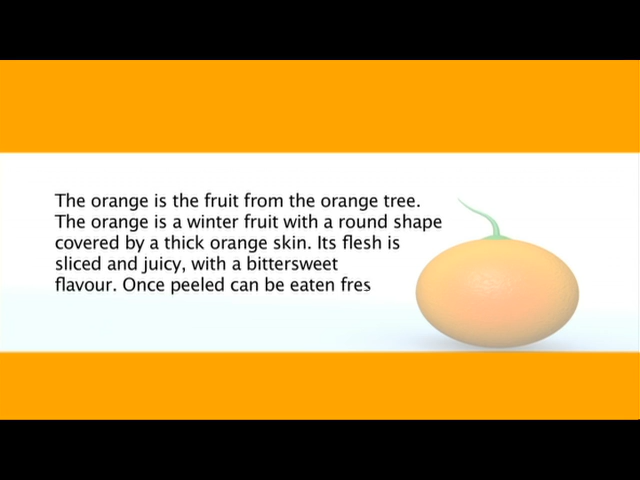 The orange is the fruit from the orange tree.
The orange is a winter fruit with a round shape
covered by a thick orange skin. Its flesh is
sliced and juicy, with a bittersweet
flavour. Once peeled can be eaten fres